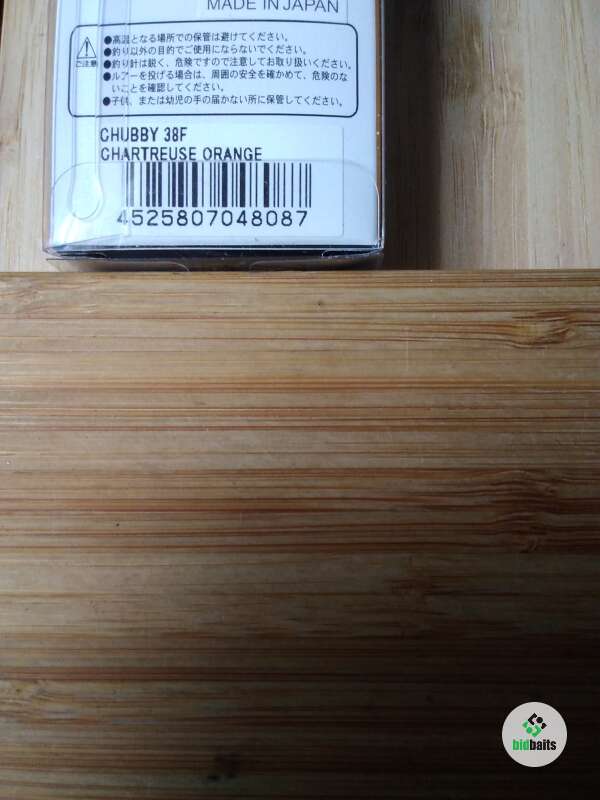 MADE IN JAPAN
●高温となる場所での保管は避けてください。
●釣り以外の目的でご使用にならないでください。
●釣り針は鋭く、危険ですので注意してお取り扱いください。
●ルアーを投げる場合は、周囲の安全を確かめて、危険のな
いことを確認してください。
●子供、または幼児の手の届かない所に保管してください。
ご注意
CHUBBY 38F
CHARTREUSE ORANGE
4525807048087
bidbaits